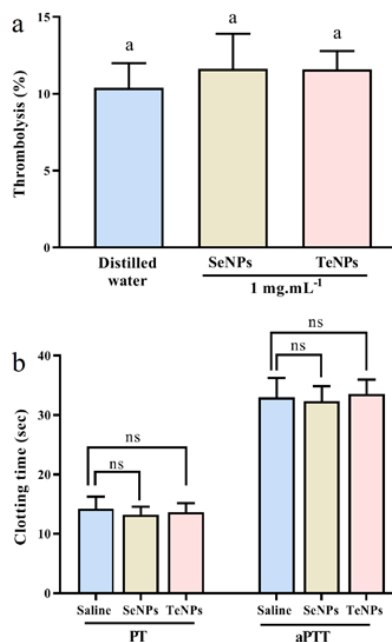 a
15
10
5
0
Thrombolysis (%)
a
a
a
Distilled
water
SeNPs
TeNPs
1 mg.mL⁻¹
b
40
30
20
10
0
Clotting time (sec)
ns
ns
ns
ns
Saline
SeNPs
TeNPs
Saline
SeNPs
TeNPs
PT
aPTT